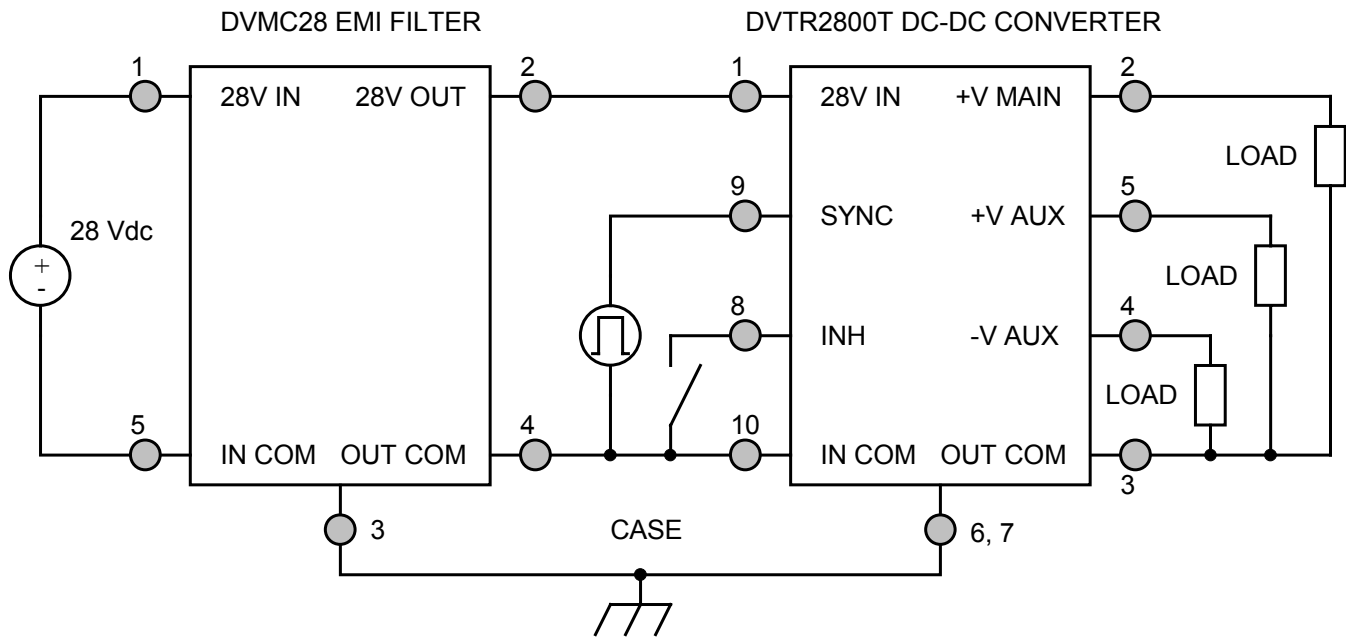 DVMC28 EMI FILTER
DVTR2800T DC-DC CONVERTER
1
28V IN
28V OUT
2
1
28V IN
+V MAIN
2
LOAD
9
SYNC
+V AUX
5
28 Vdc
+
-
LOAD
8
INH
-V AUX
4
LOAD
5
IN COM
OUT COM
4
10
IN COM
OUT COM
3
3
CASE
6, 7